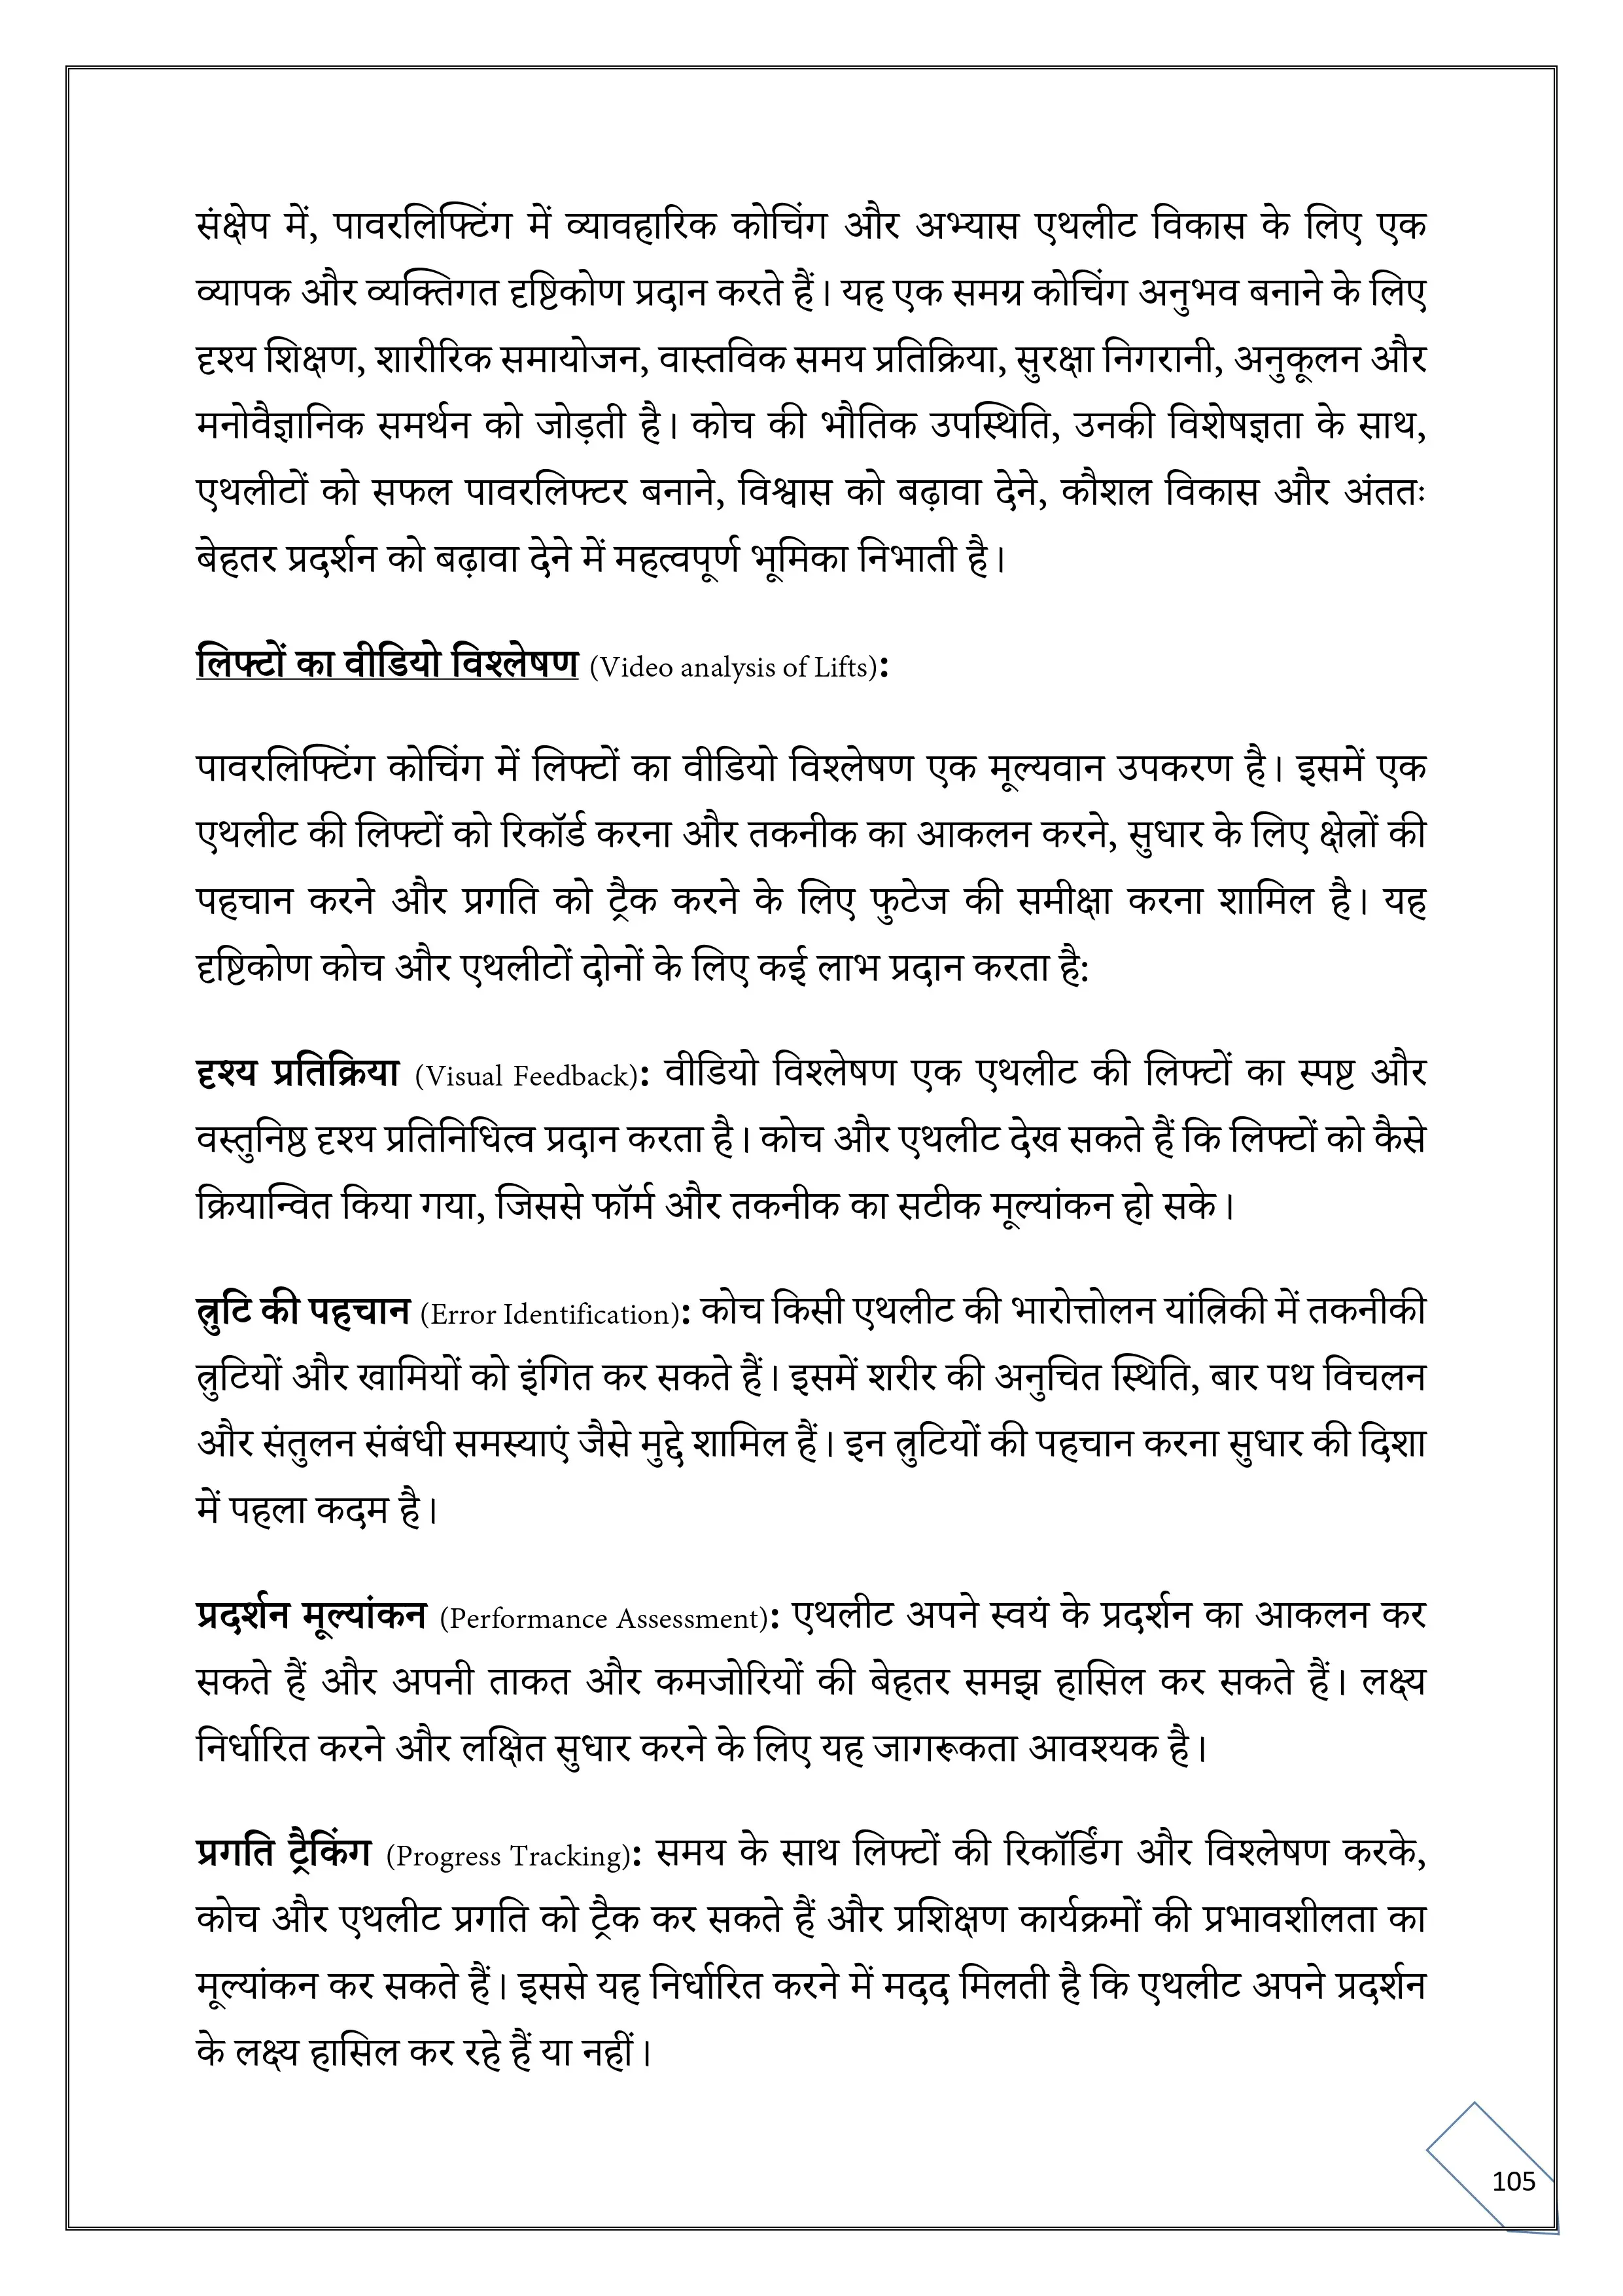 संक्षेप में, पावरलिफ्टिंग में व्यावहारिक कोचिंग और अभ्यास एथलीट विकास के लिए एक
व्यापक और व्यक्तिगत दृष्टिकोण प्रदान करते हैं। यह एक समग्र कोचिंग अनुभव बनाने के लिए
दृश्य शिक्षण, शारीरिक समायोजन, वास्तविक समय प्रतिक्रिया, सुरक्षा निगरानी, अनुकूलन और
मनोवैज्ञानिक समर्थन को जोड़ती है। कोच की भौतिक उपस्थिति, उनकी विशेषज्ञता के साथ,
एथलीटों को सफल पावरलिफ्टर बनाने, विश्वास को बढ़ावा देने, कौशल विकास और अंततः
बेहतर प्रदर्शन को बढ़ावा देने में महत्वपूर्ण भूमिका निभाती है।
लिफ्टों का वीडियो विश्लेषण (Video analysis of Lifts):
पावरलिफ्टिंग कोचिंग में लिफ्टों का वीडियो विश्लेषण एक मूल्यवान उपकरण है। इसमें एक
एथलीट की लिफ्टों को रिकॉर्ड करना और तकनीक का आकलन करने, सुधार के लिए क्षेत्रों की
पहचान करने और प्रगति को ट्रैक करने के लिए फुटेज की समीक्षा करना शामिल है। यह
दृष्टिकोण कोच और एथलीटों दोनों के लिए कई लाभ प्रदान करता है:
दृश्य प्रतिक्रिया (Visual Feedback): वीडियो विश्लेषण एक एथलीट की लिफ्टों का स्पष्ट और
वस्तुनिष्ठ दृश्य प्रतिनिधित्व प्रदान करता है। कोच और एथलीट देख सकते हैं कि लिफ्टों को कैसे
क्रियान्वित किया गया, जिससे फॉर्म और तकनीक का सटीक मूल्यांकन हो सके।
त्रुटि की पहचान (Error Identification): कोच किसी एथलीट की भारोत्तोलन यांत्रिकी में तकनीकी
त्रुटियों और खामियों को इंगित कर सकते हैं। इसमें शरीर की अनुचित स्थिति, बार पथ विचलन
और संतुलन संबंधी समस्याएं जैसे मुद्दे शामिल हैं। इन त्रुटियों की पहचान करना सुधार की दिशा
में पहला कदम है।
प्रदर्शन मूल्यांकन (Performance Assessment): एथलीट अपने स्वयं के प्रदर्शन का आकलन कर
सकते हैं और अपनी ताकत और कमजोरियों की बेहतर समझ हासिल कर सकते हैं। लक्ष्य
निर्धारित करने और लक्षित सुधार करने के लिए यह जागरूकता आवश्यक है।
प्रगति ट्रैकिंग (Progress Tracking): समय के साथ लिफ्टों की रिकॉर्डिंग और विश्लेषण करके,
कोच और एथलीट प्रगति को ट्रैक कर सकते हैं और प्रशिक्षण कार्यक्रमों की प्रभावशीलता का
मूल्यांकन कर सकते हैं। इससे यह निर्धारित करने में मदद मिलती है कि एथलीट अपने प्रदर्शन
के लक्ष्य हासिल कर रहे हैं या नहीं।
105